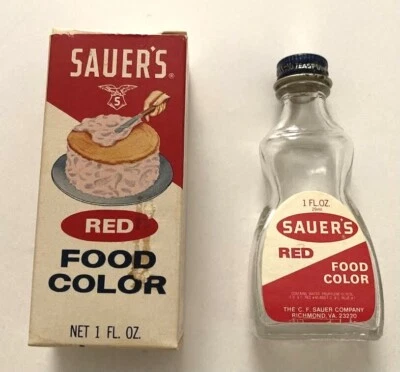 SAUER'S®
S
RED
FOOD
COLOR
NET 1 FL. OZ.
1 FL.OZ.
SAUER'S
RED
FOOD
COLOR
THE C. F. SAUER COMPANY
RICHMOND, VA. 23220